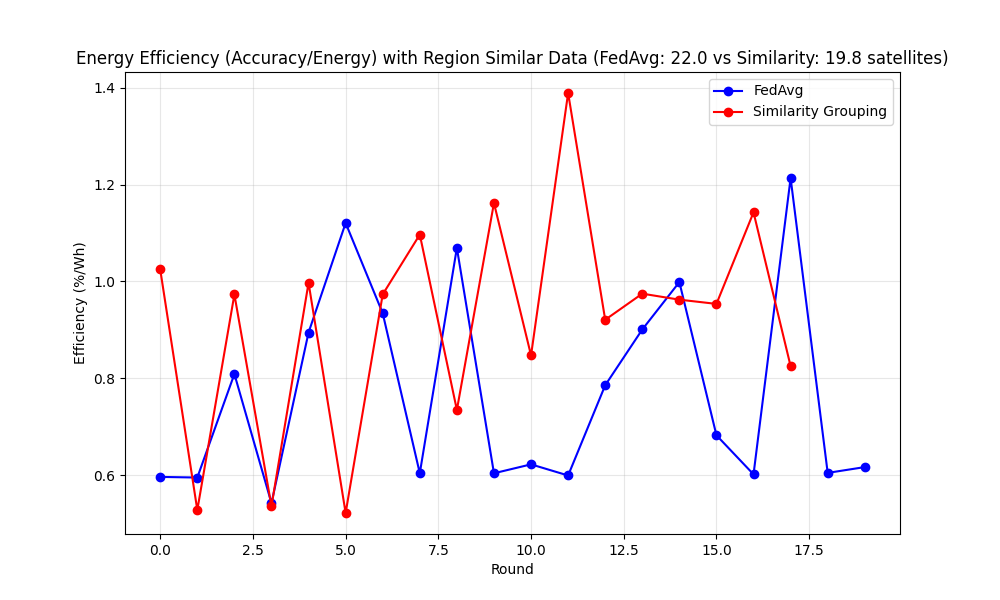 Energy Efficiency (Accuracy/Energy) with Region Similar Data (FedAvg: 22.0 vs Similarity: 19.8 satellites)
FedAvg
Similarity Grouping
Efficiency (%/Wh)
1.4
1.2
1.0
0.8
0.6
0.0 2.5 5.0 7.5 10.0 12.5 15.0 17.5
Round